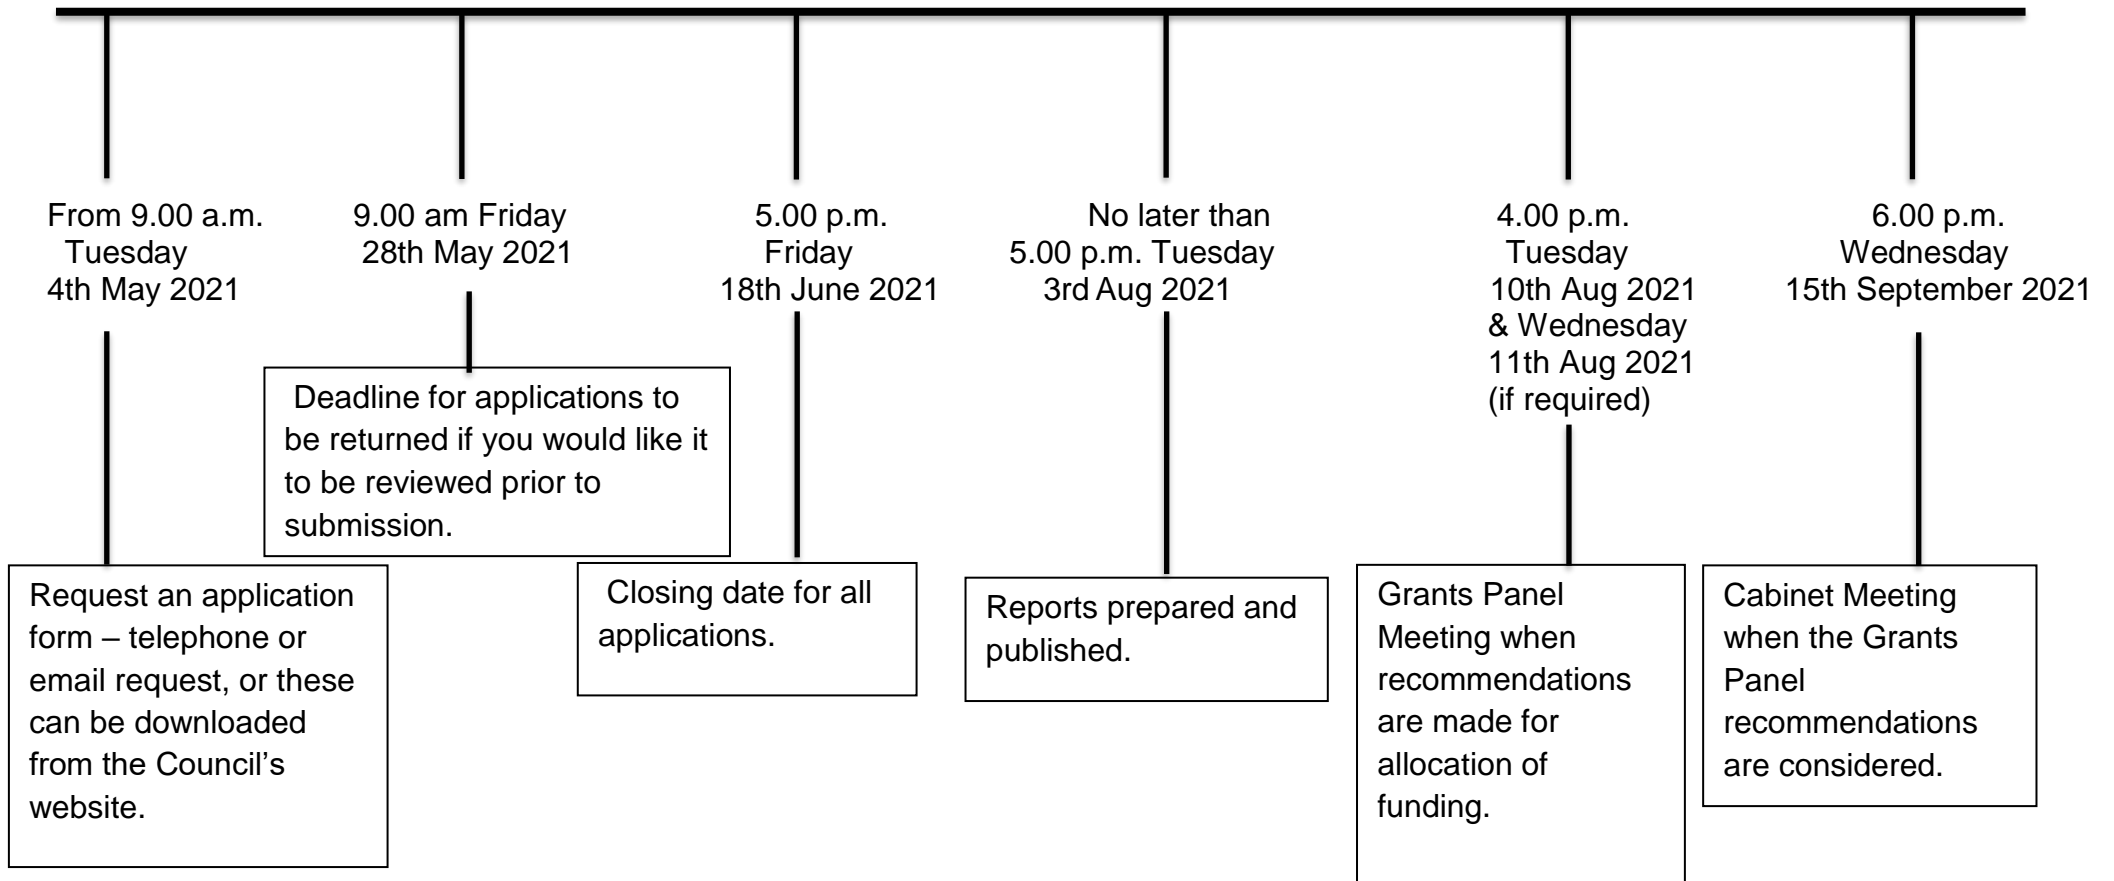 From 9.00 a.m.
Tuesday
4th May 2021
Request an application
form – telephone or
email request, or these
can be downloaded
from the Council’s
website.
9.00 am Friday
28th May 2021
Deadline for applications to
be returned if you would like it
to be reviewed prior to
submission.
5.00 p.m.
Friday
18th June 2021
Closing date for all
applications.
No later than
5.00 p.m. Tuesday
3rd Aug 2021
Reports prepared and
published.
4.00 p.m.
Tuesday
10th Aug 2021
& Wednesday
11th Aug 2021
(if required)
Grants Panel
Meeting when
recommendations
are made for
allocation of
funding.
6.00 p.m.
Wednesday
15th September 2021
Cabinet Meeting
when the Grants
Panel
recommendations
are considered.